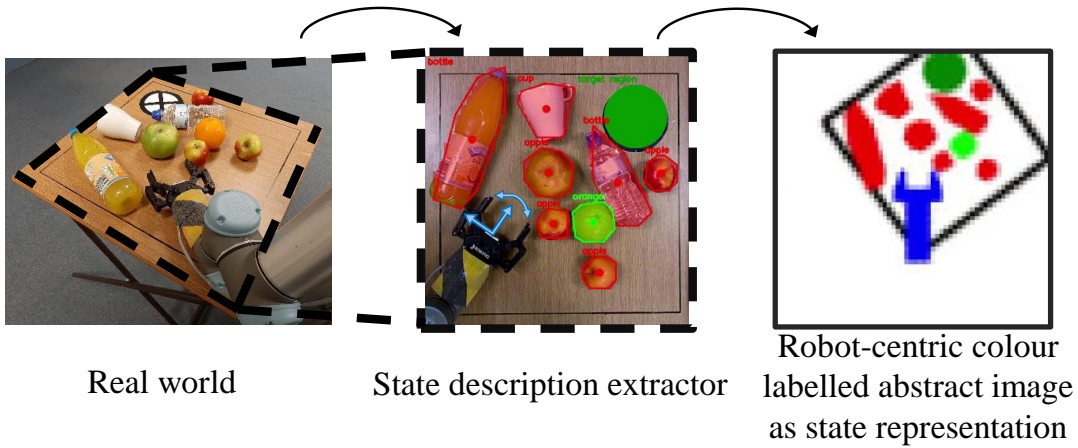 bottle
cup
target region
bottle
apple
apple
apple
orange
apple
Real world
State description extractor
Robot-centric colour
labelled abstract image
as state representation